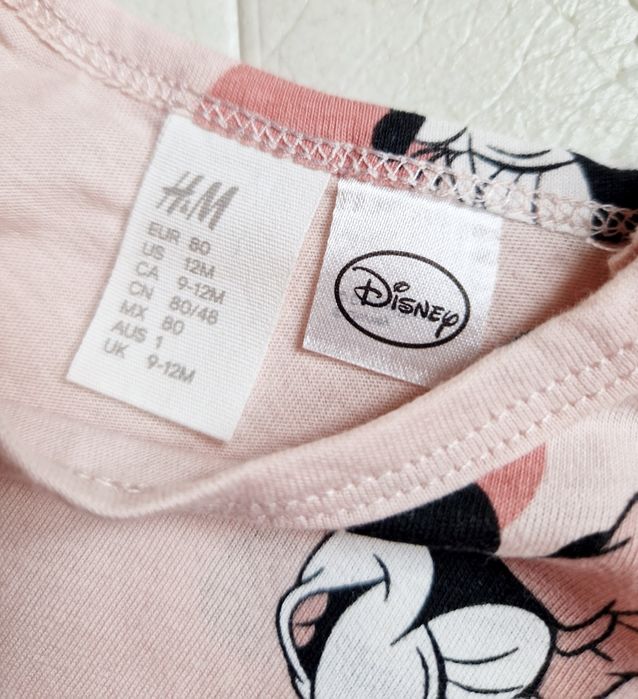 H&M
EUR 80
US 12M
CA 9-12M
CN 80/48
MX 80
AUS 1
UK 9-12M
Disney